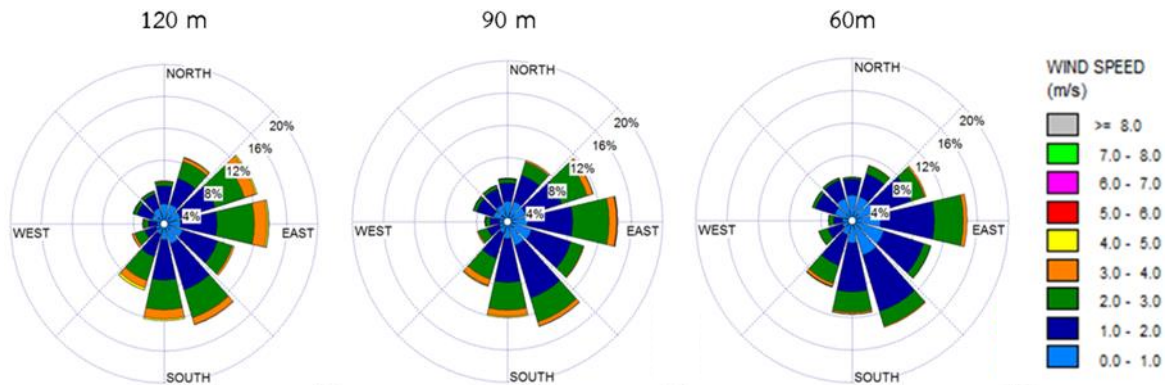 120 m
90 m
60m
NORTH
20%
16%
12%
8%
4%
WEST
EAST
SOUTH
NORTH
20%
16%
12%
8%
4%
WEST
EAST
SOUTH
NORTH
20%
16%
12%
8%
4%
WEST
EAST
SOUTH
WIND SPEED
(m/s)
>= 8.0
7.0 - 8.0
6.0 - 7.0
5.0 - 6.0
4.0 - 5.0
3.0 - 4.0
2.0 - 3.0
1.0 - 2.0
0.0 - 1.0